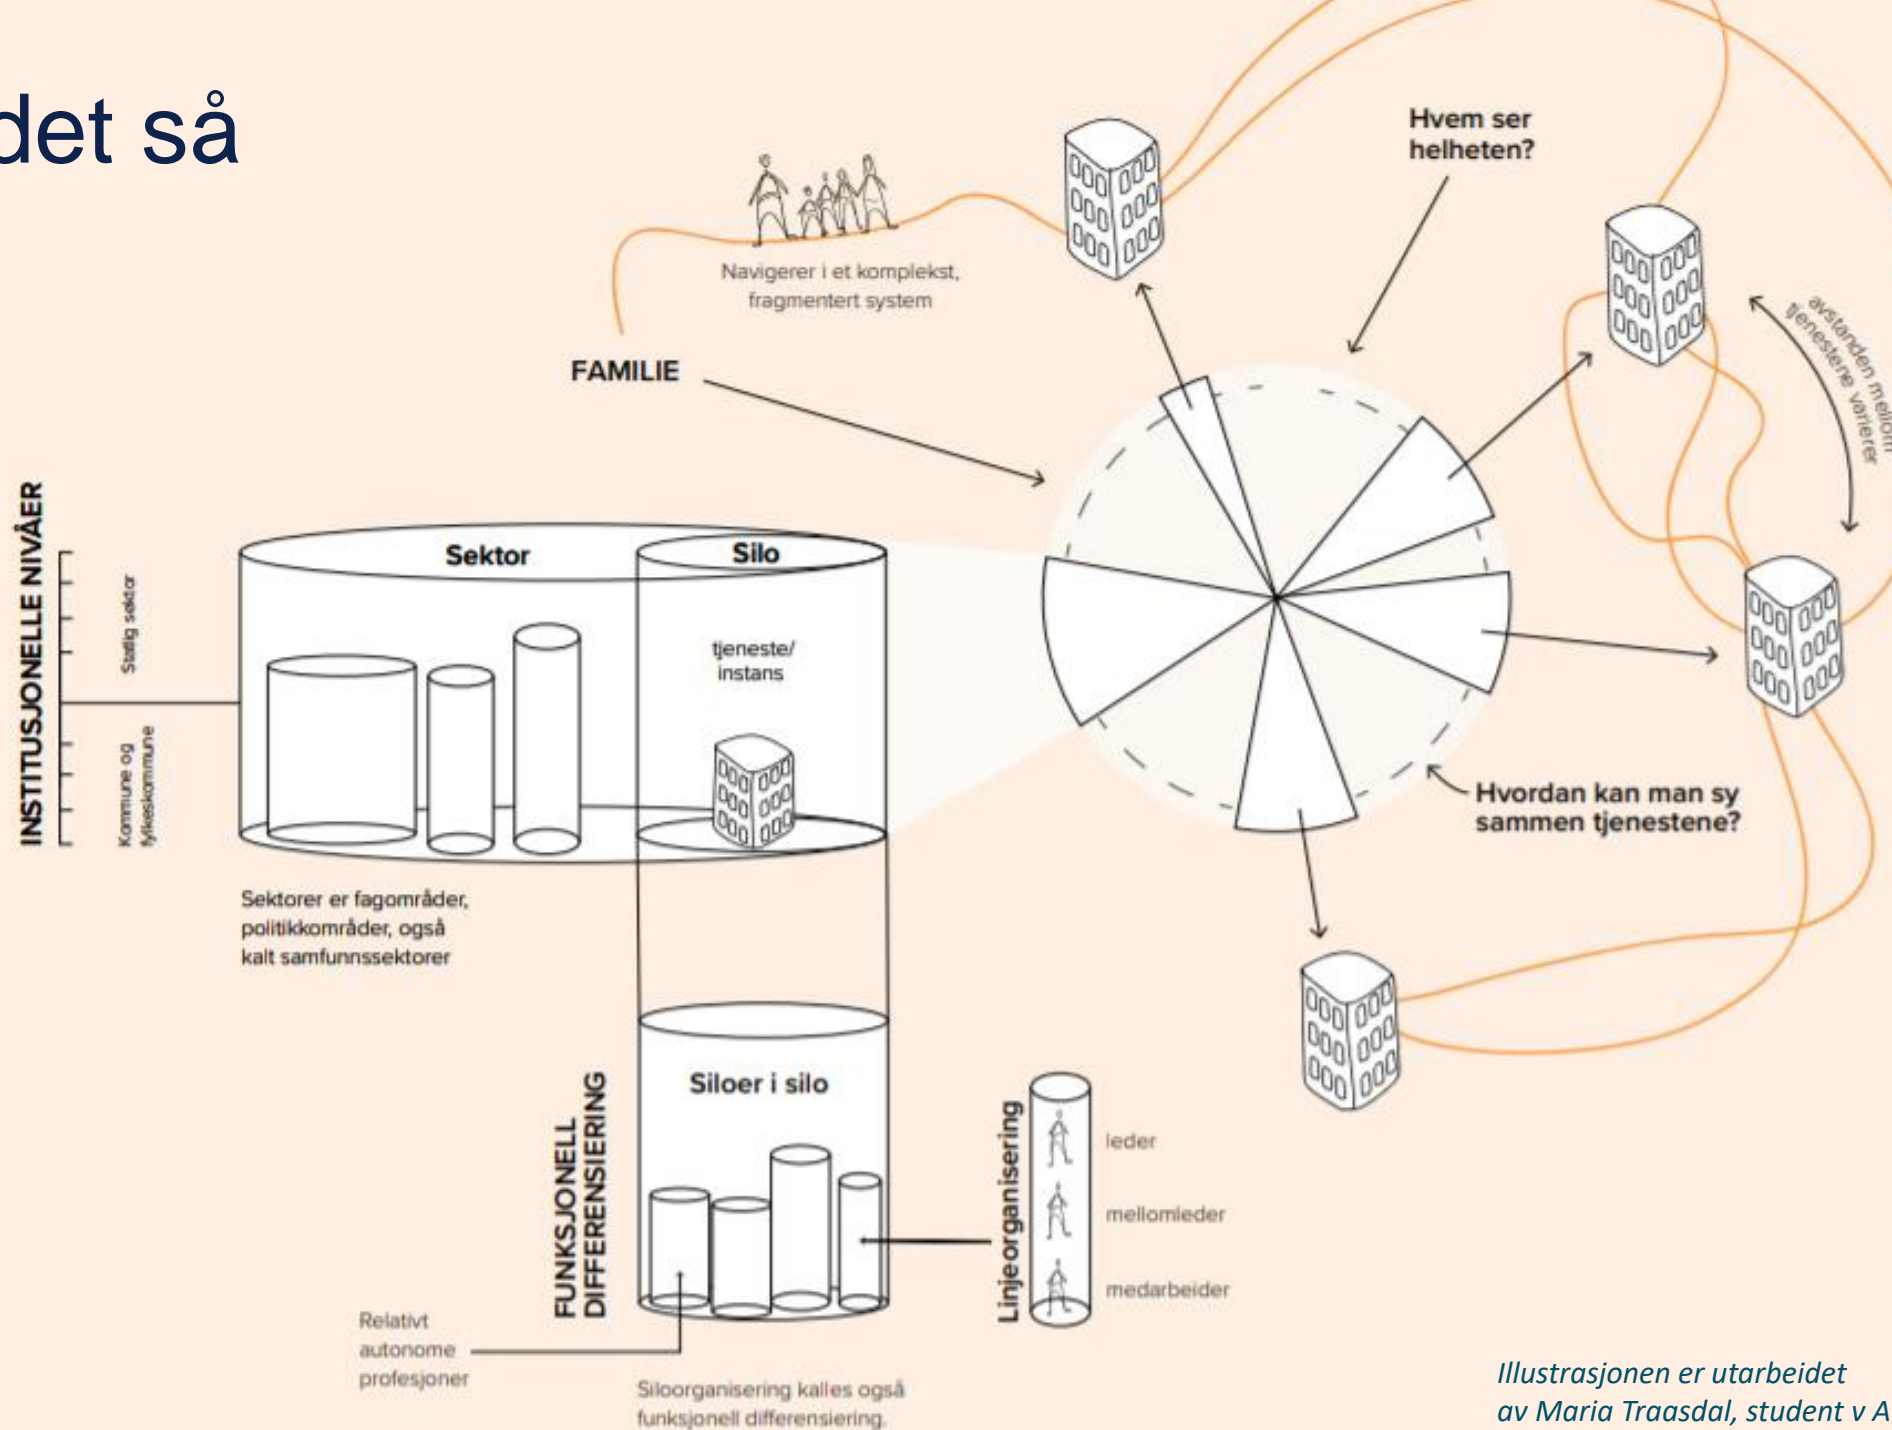 det så
Hvem ser
helheten?
Navigerer i et komplekst,
fragmentert system
FAMILIE
avstanden mellom
tjenestene varierer
INSTITUSJONELLE NIVÅER
Statlig sektor
Kommune og
fylkeskommune
Sektor
Silo
tjeneste/
instans
Hvordan kan man sy
sammen tjenestene?
Sektorer er fagområder,
politikkområder, også
kalt samfunnssektorer
FUNKSJONELL
DIFFERENSIERING
Siloer i silo
Linjeorganisering
leder
mellomleder
medarbeider
Relativt
autonome
profesjoner
Siloorganisering kalles også
funksjonell differensiering.
Illustrasjonen er utarbeidet
av Maria Traasdal, student v A